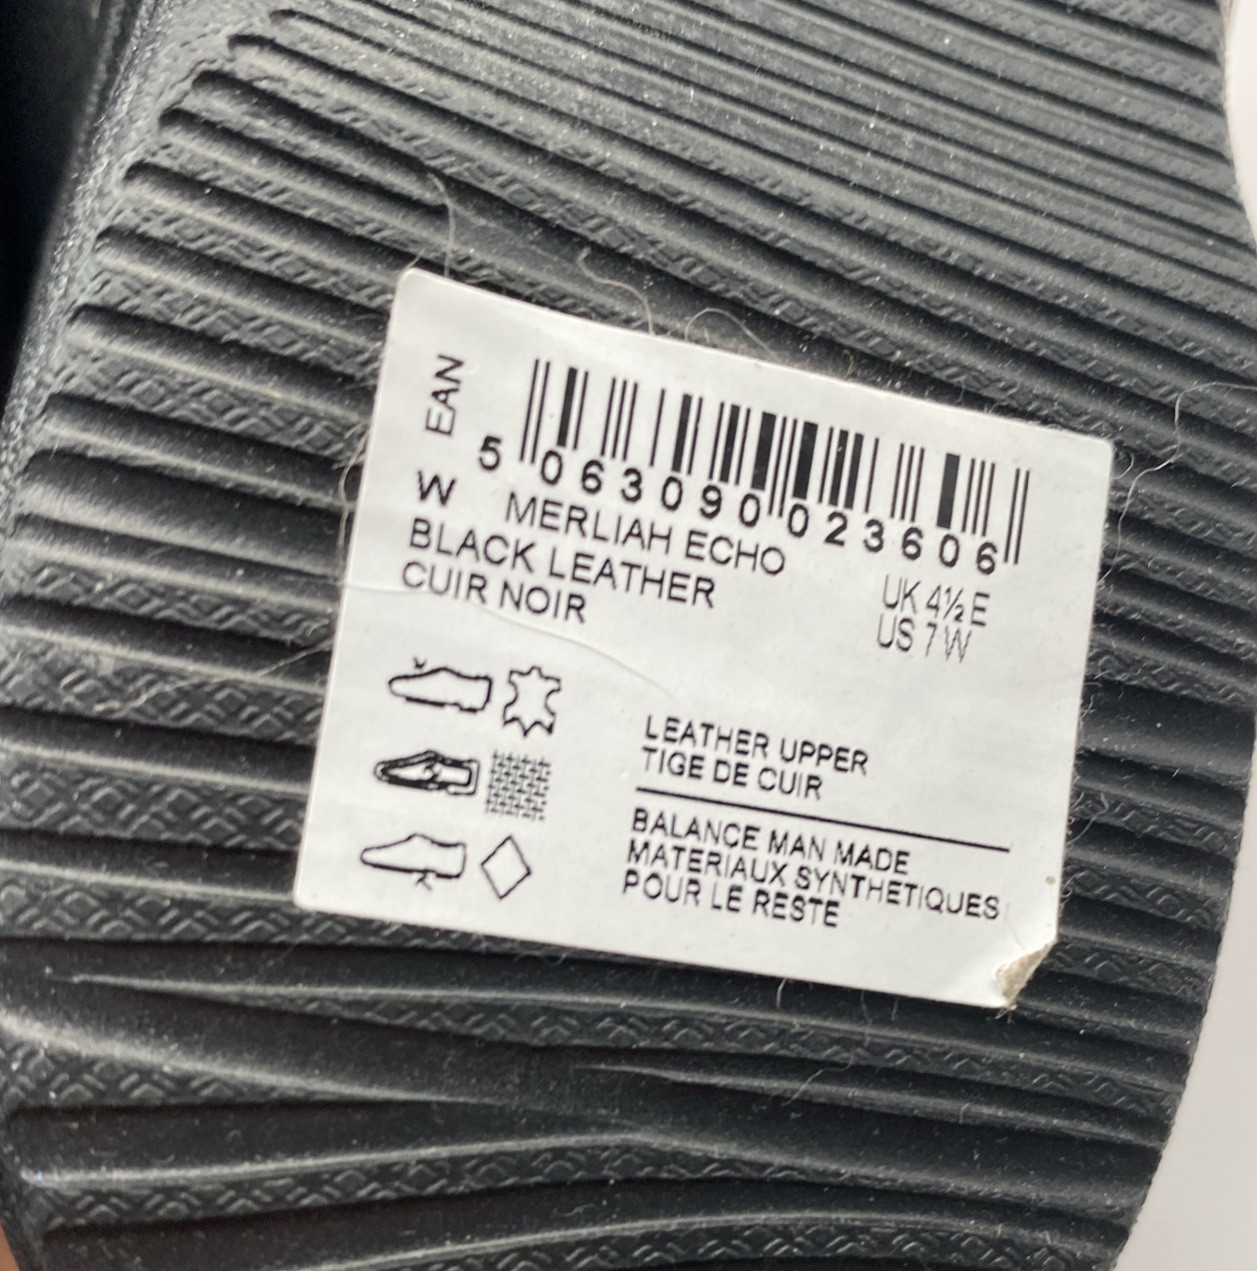 EAN
5 063090 023606
W MERLIAH ECHO
BLACK LEATHER
CUIR NOIR
UK 4½ E
US 7 W
LEATHER UPPER
TIGE DE CUIR
BALANCE MAN MADE
MATERIAUX SYNTHETIQUES
POUR LE RESTE